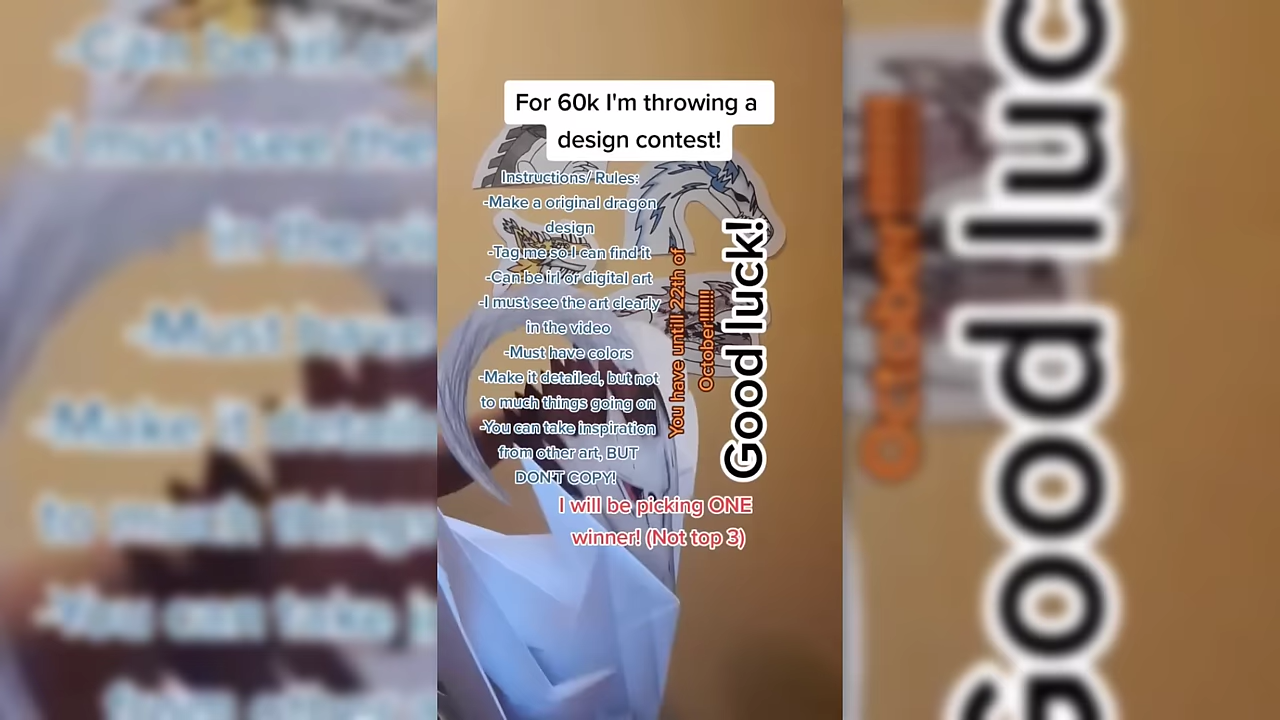 For 60k I'm throwing a
design contest!
Instructions/ Rules:
-Make a original dragon
design
-Tag me so I can find it
-Can be irl or digital art
-I must see the art clearly
in the video
-Must have colors
-Make it detailed, but not
to much things going on
-You can take inspiration
from other art, BUT
DON'T COPY!
You have untill 22th of
October!!!!!!
Good luck!
I will be picking ONE
winner! (Not top 3)